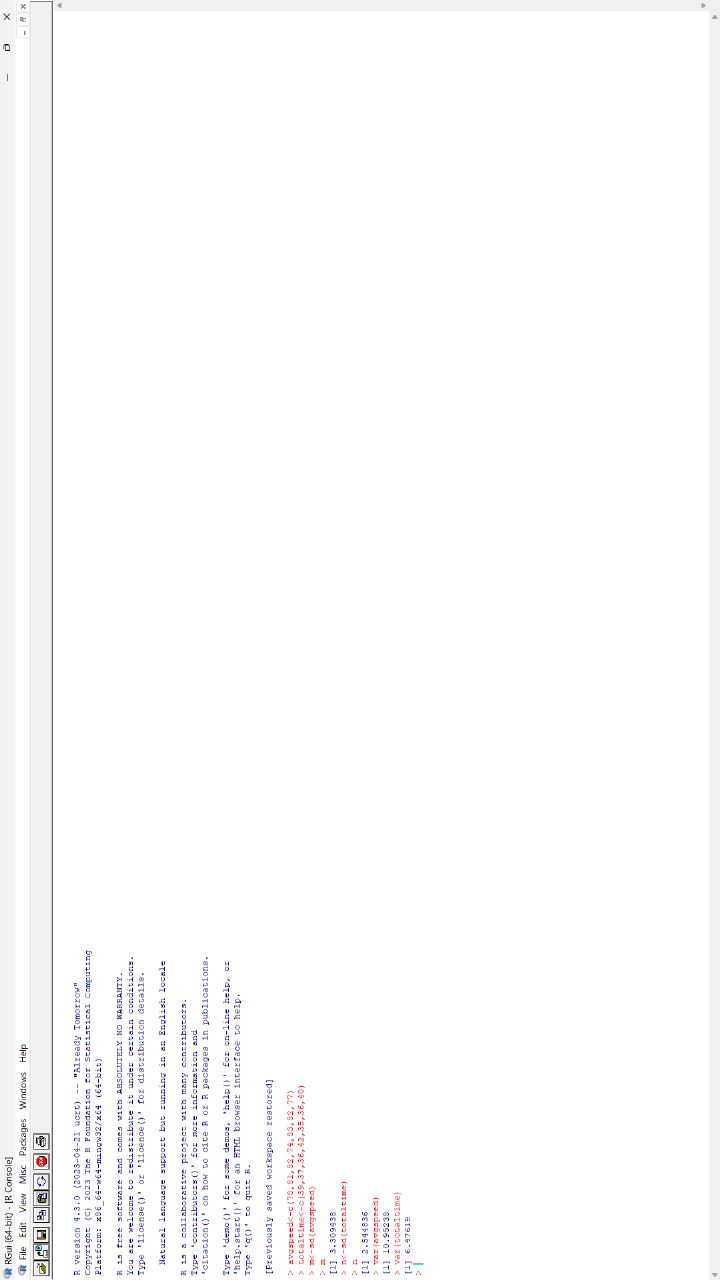 RGui (64-bit) - [R Console]
File Edit View Misc Packages Windows Help
R version 4.3.0 (2023-04-21 ucrt) -- "Already Tomorrow"
Copyright (C) 2023 The R Foundation for Statistical Computing
Platform: x86_64-w64-mingw32/x64 (64-bit)
R is free software and comes with ABSOLUTELY NO WARRANTY.
You are welcome to redistribute it under certain conditions.
Type 'license()' or 'licence()' for distribution details.
Natural language support but running in an English locale
R is a collaborative project with many contributors.
Type 'contributors()' for more information and
'citation()' on how to cite R or R packages in publications.
Type 'demo()' for some demos, 'help()' for on-line help, or
'help.start()' for an HTML browser interface to help.
Type 'q()' to quit R.
[Previously saved workspace restored]
> avgspeed<-c(78,81,82,74,83,82,77)
> totaltime<-c(39,37,36,42,35,36,40)
> m<-sd(avgspeed)
> m
[1] 3.309438
> n<-sd(totaltime)
> n
[1] 2.544836
> var(avgspeed)
[1] 10.95238
> var(totaltime)
[1] 6.47619
>